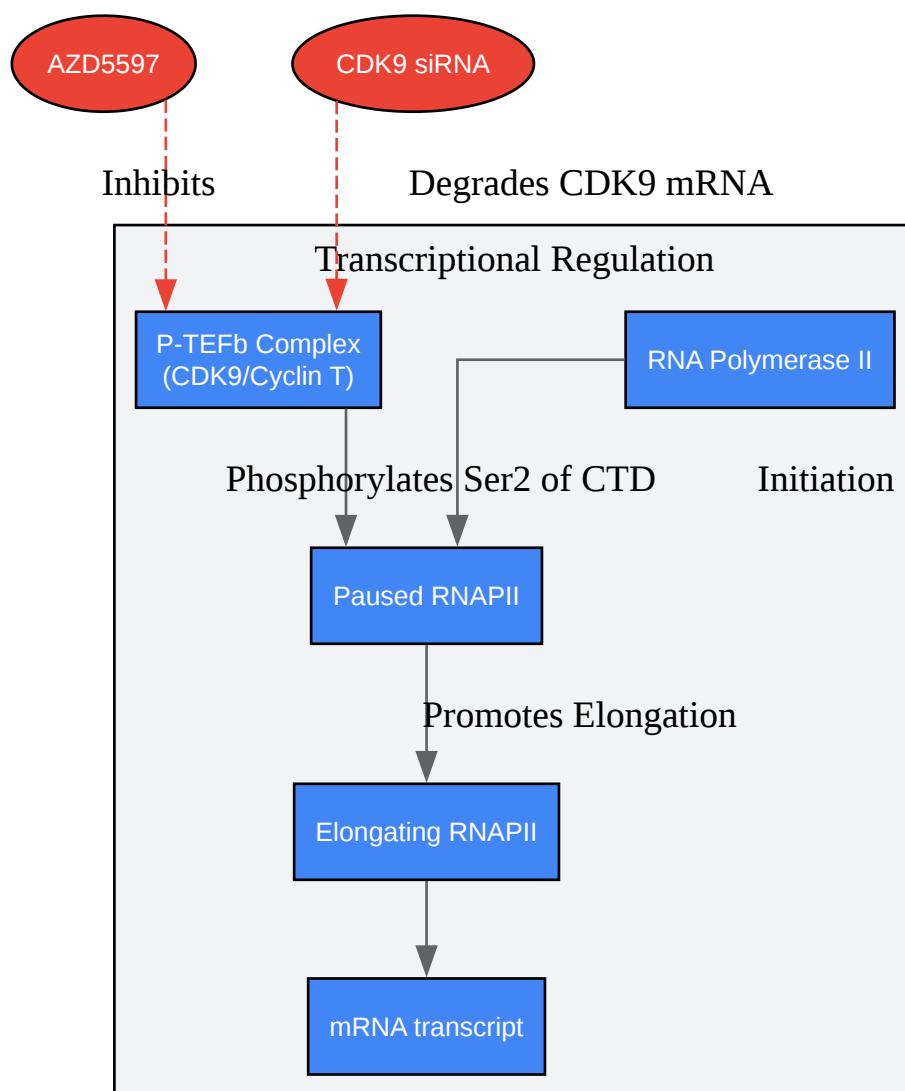 AZD5597
CDK9 siRNA
Inhibits
Degrades CDK9 mRNA
Transcriptional Regulation
P-TEFb Complex
(CDK9/Cyclin T)
RNA Polymerase II
Phosphorylates Ser2 of CTD
Initiation
Paused RNAPII
Promotes Elongation
Elongating RNAPII
mRNA transcript